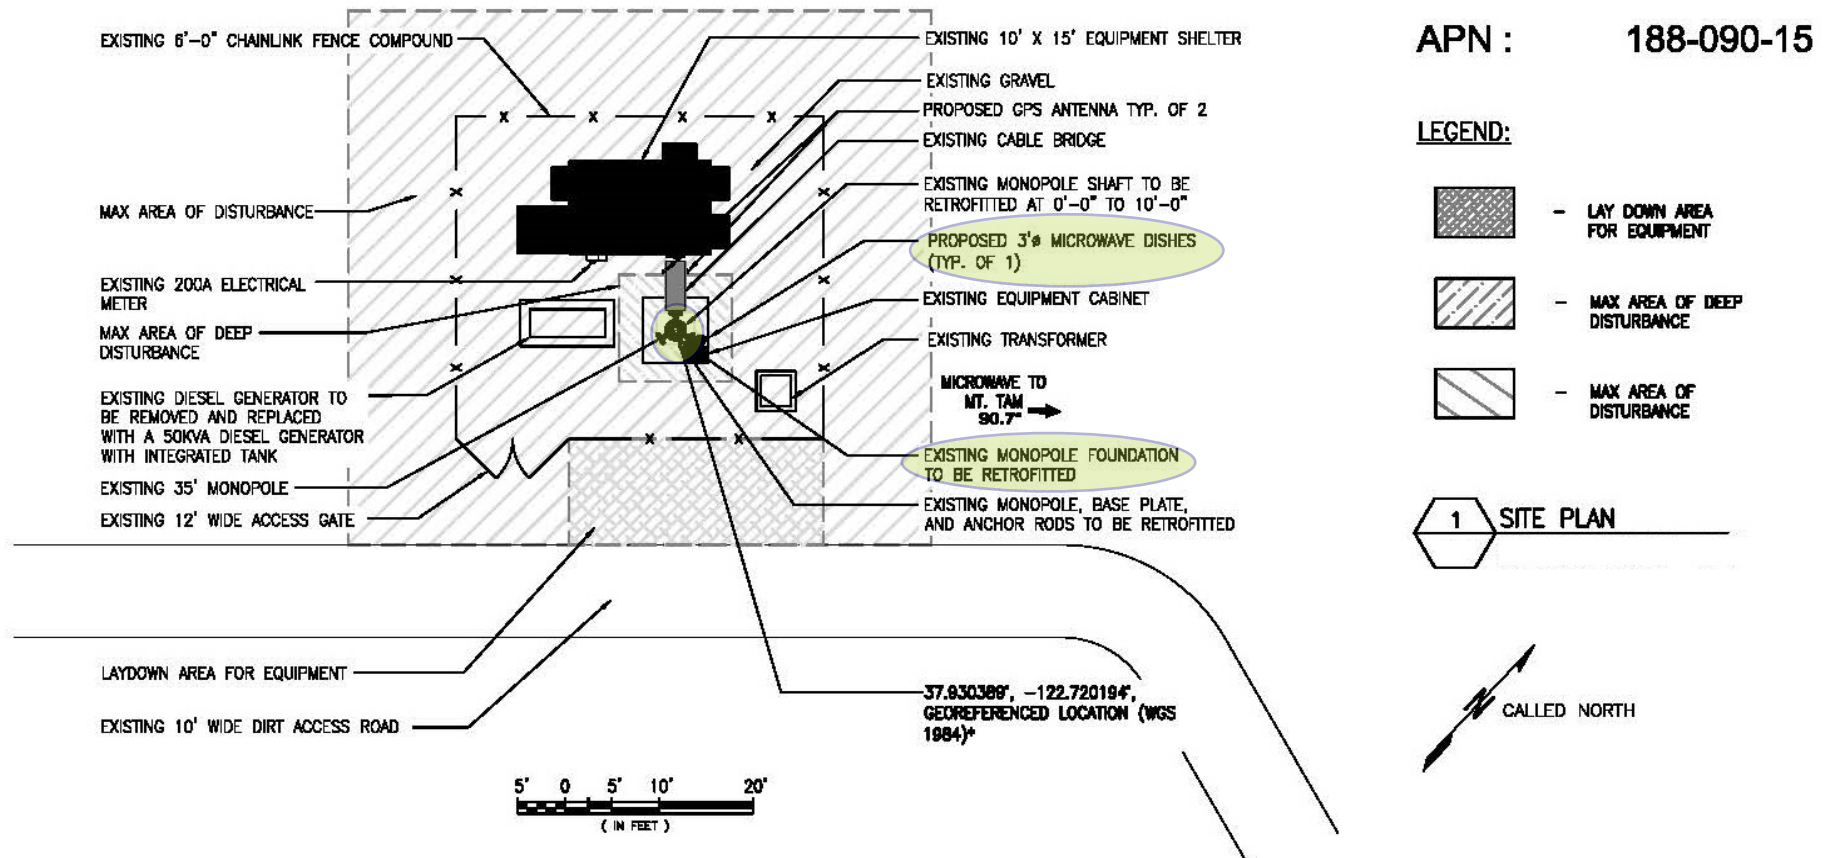 EXISTING 6'-0" CHAINLINK FENCE COMPOUND
MAX AREA OF DISTURBANCE
EXISTING 200A ELECTRICAL
METER
MAX AREA OF DEEP
DISTURBANCE
EXISTING DIESEL GENERATOR TO
BE REMOVED AND REPLACED
WITH A 50KVA DIESEL GENERATOR
WITH INTEGRATED TANK
EXISTING 35' MONOPOLE
EXISTING 12' WIDE ACCESS GATE
LAYDOWN AREA FOR EQUIPMENT
EXISTING 10' WIDE DIRT ACCESS ROAD
EXISTING 10' X 15' EQUIPMENT SHELTER
EXISTING GRAVEL
PROPOSED GPS ANTENNA TYP. OF 2
EXISTING CABLE BRIDGE
EXISTING MONOPOLE SHAFT TO BE
RETROFITTED AT 0'-0" TO 10'-0"
PROPOSED 3'ø MICROWAVE DISHES
(TYP. OF 1)
EXISTING EQUIPMENT CABINET
EXISTING TRANSFORMER
MICROWAVE TO
MT. TAM
90.7°
EXISTING MONOPOLE FOUNDATION
TO BE RETROFITTED
EXISTING MONOPOLE, BASE PLATE,
AND ANCHOR RODS TO BE RETROFITTED
37.930389°, -122.720194°,
GEOREFERENCED LOCATION (WGS
1984)*
5' 0 5' 10' 20'
( IN FEET )
APN : 188-090-15
LEGEND:
- LAY DOWN AREA
FOR EQUIPMENT
- MAX AREA OF DEEP
DISTURBANCE
- MAX AREA OF
DISTURBANCE
1 SITE PLAN
N
CALLED NORTH